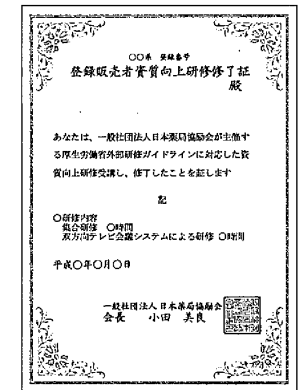 〇〇県 登録番号
登録販売者資質向上研修修了証
殿
あなたは、一般社団法人日本薬局協励会が主催す
る厚生労働省外部研修ガイドラインに対応した資
質向上研修受講し、修了したことを証します
記
〇研修内容
集合研修 〇時間
双方向テレビ会議システムによる研修 〇時間
平成〇年〇月〇日
一般社団法人日本薬局協励会
会長 小田 美良